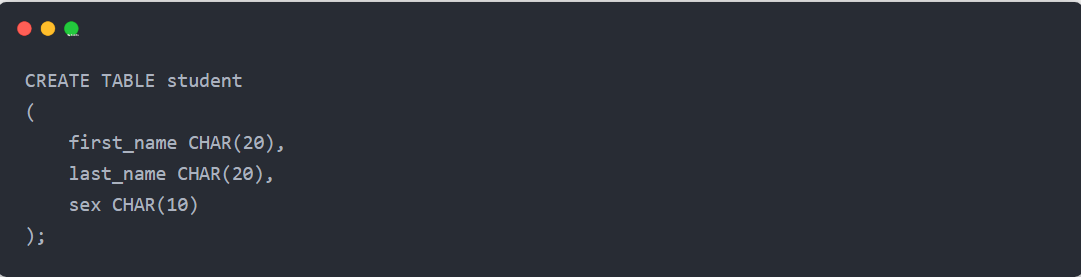 CREATE TABLE student
(
    first_name CHAR(20),
    last_name CHAR(20),
    sex CHAR(10)
);